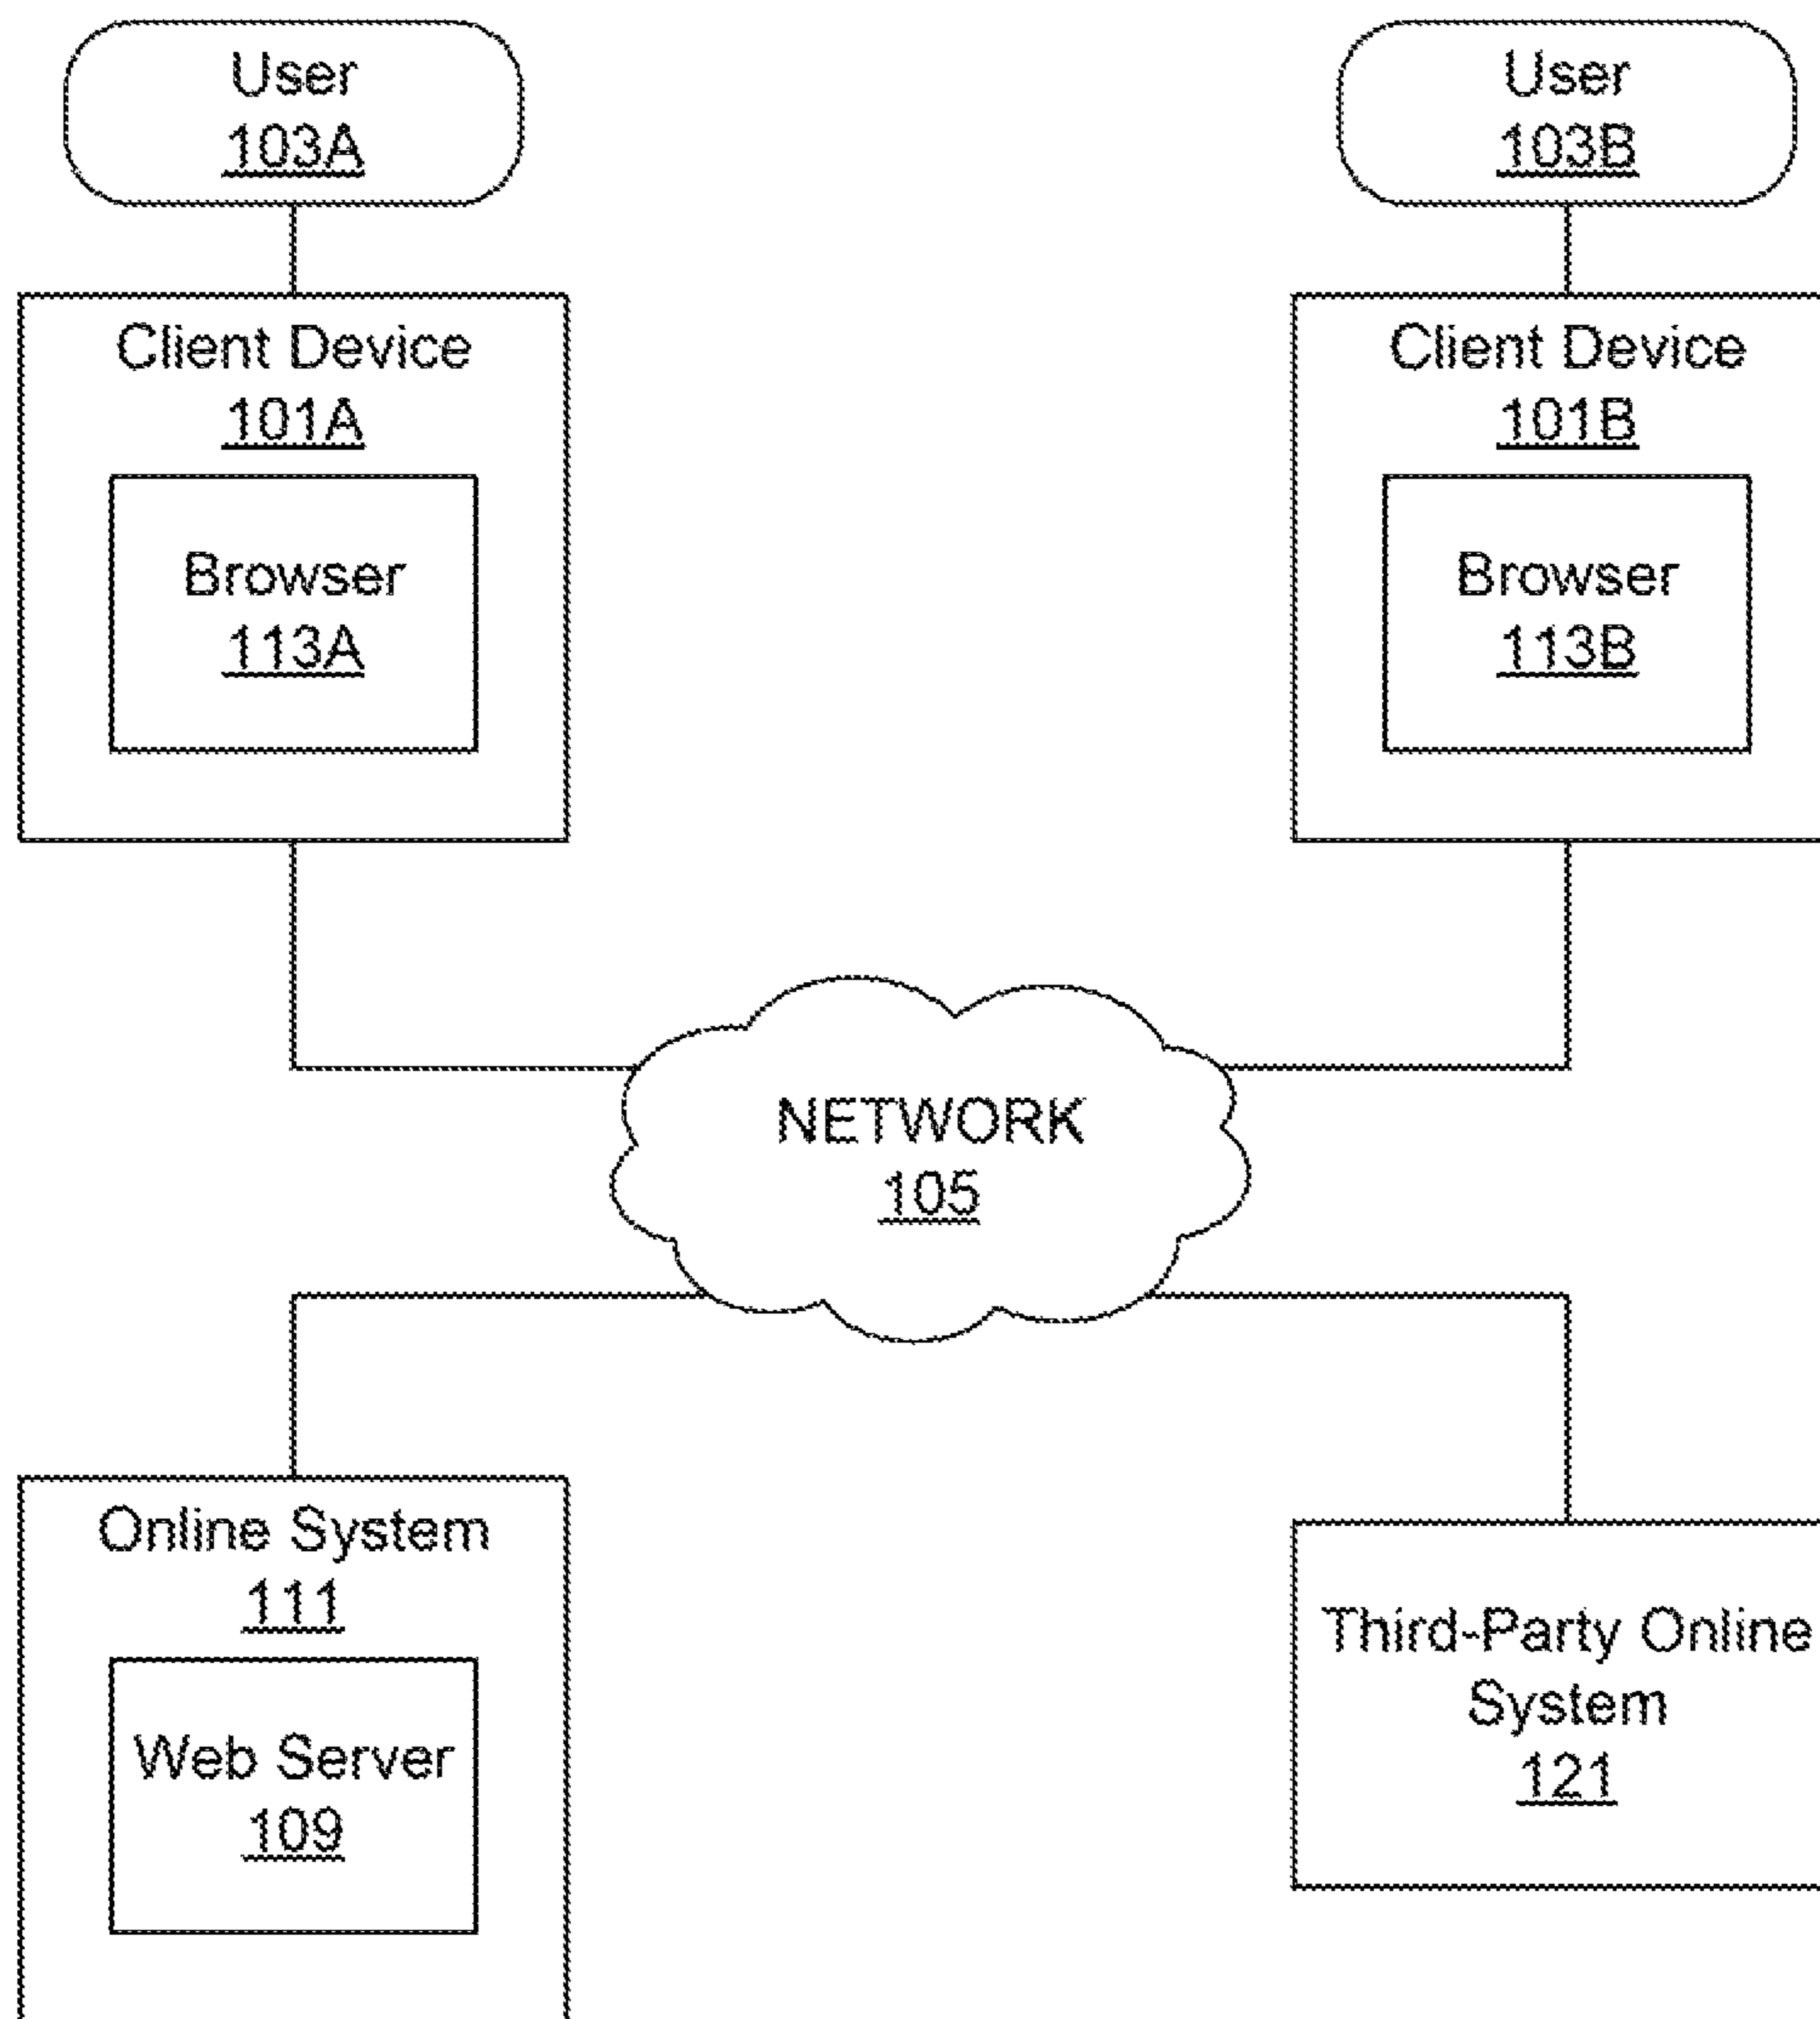 User
103A
User
103B
Client Device
101A
Client Device
101B
Browser
113A
Browser
113B
NETWORK
105
Online System
111
Third-Party Online
System
121
Web Server
109